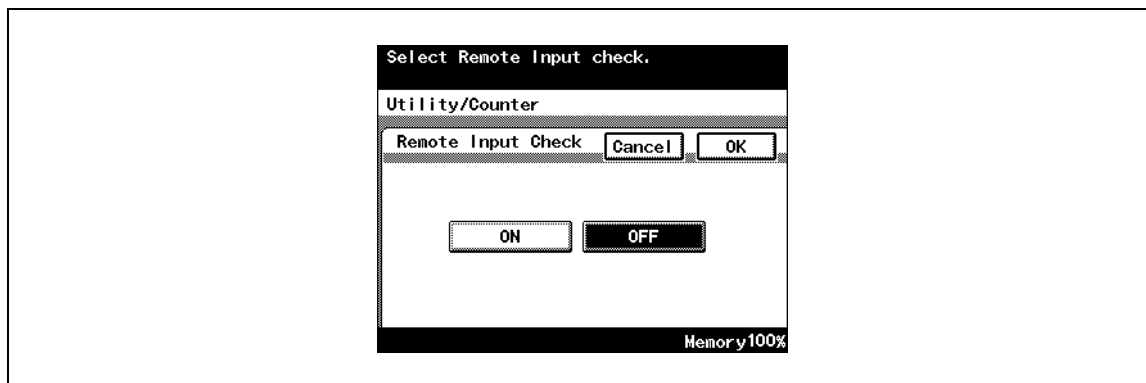 Select Remote Input check.
Utility/Counter
Remote Input Check Cancel OK
ON OFF
Memory100%